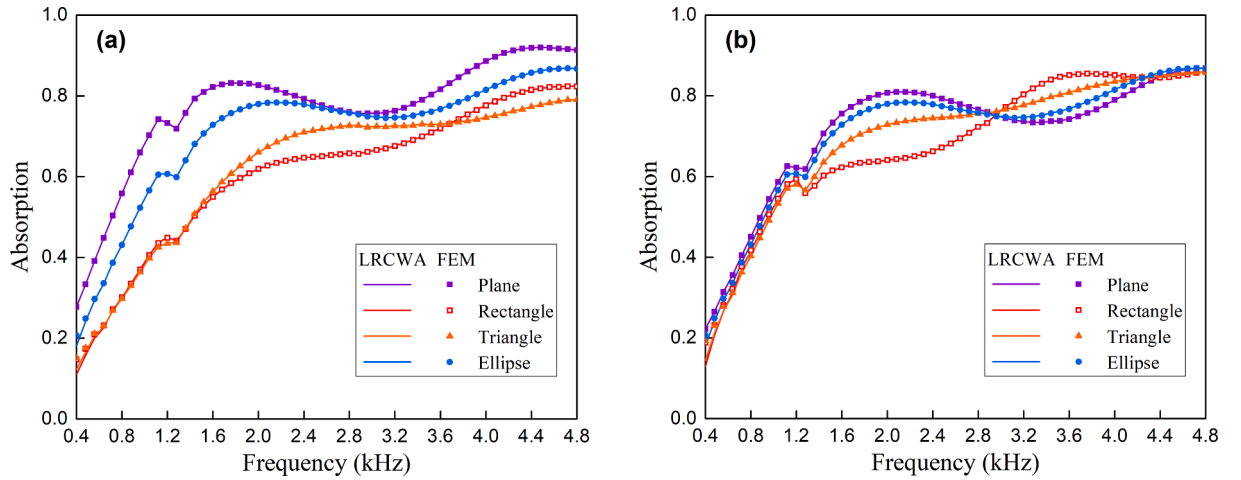 (a)
1.0
0.8
0.6
0.4
0.2
0.0
Absorption
0.4 0.8 1.2 1.6 2.0 2.4 2.8 3.2 3.6 4.0 4.4 4.8
Frequency (kHz)
LRCWA FEM
Plane
Rectangle
Triangle
Ellipse
(b)
1.0
0.8
0.6
0.4
0.2
0.0
Absorption
0.4 0.8 1.2 1.6 2.0 2.4 2.8 3.2 3.6 4.0 4.4 4.8
Frequency (kHz)
LRCWA FEM
Plane
Rectangle
Triangle
Ellipse